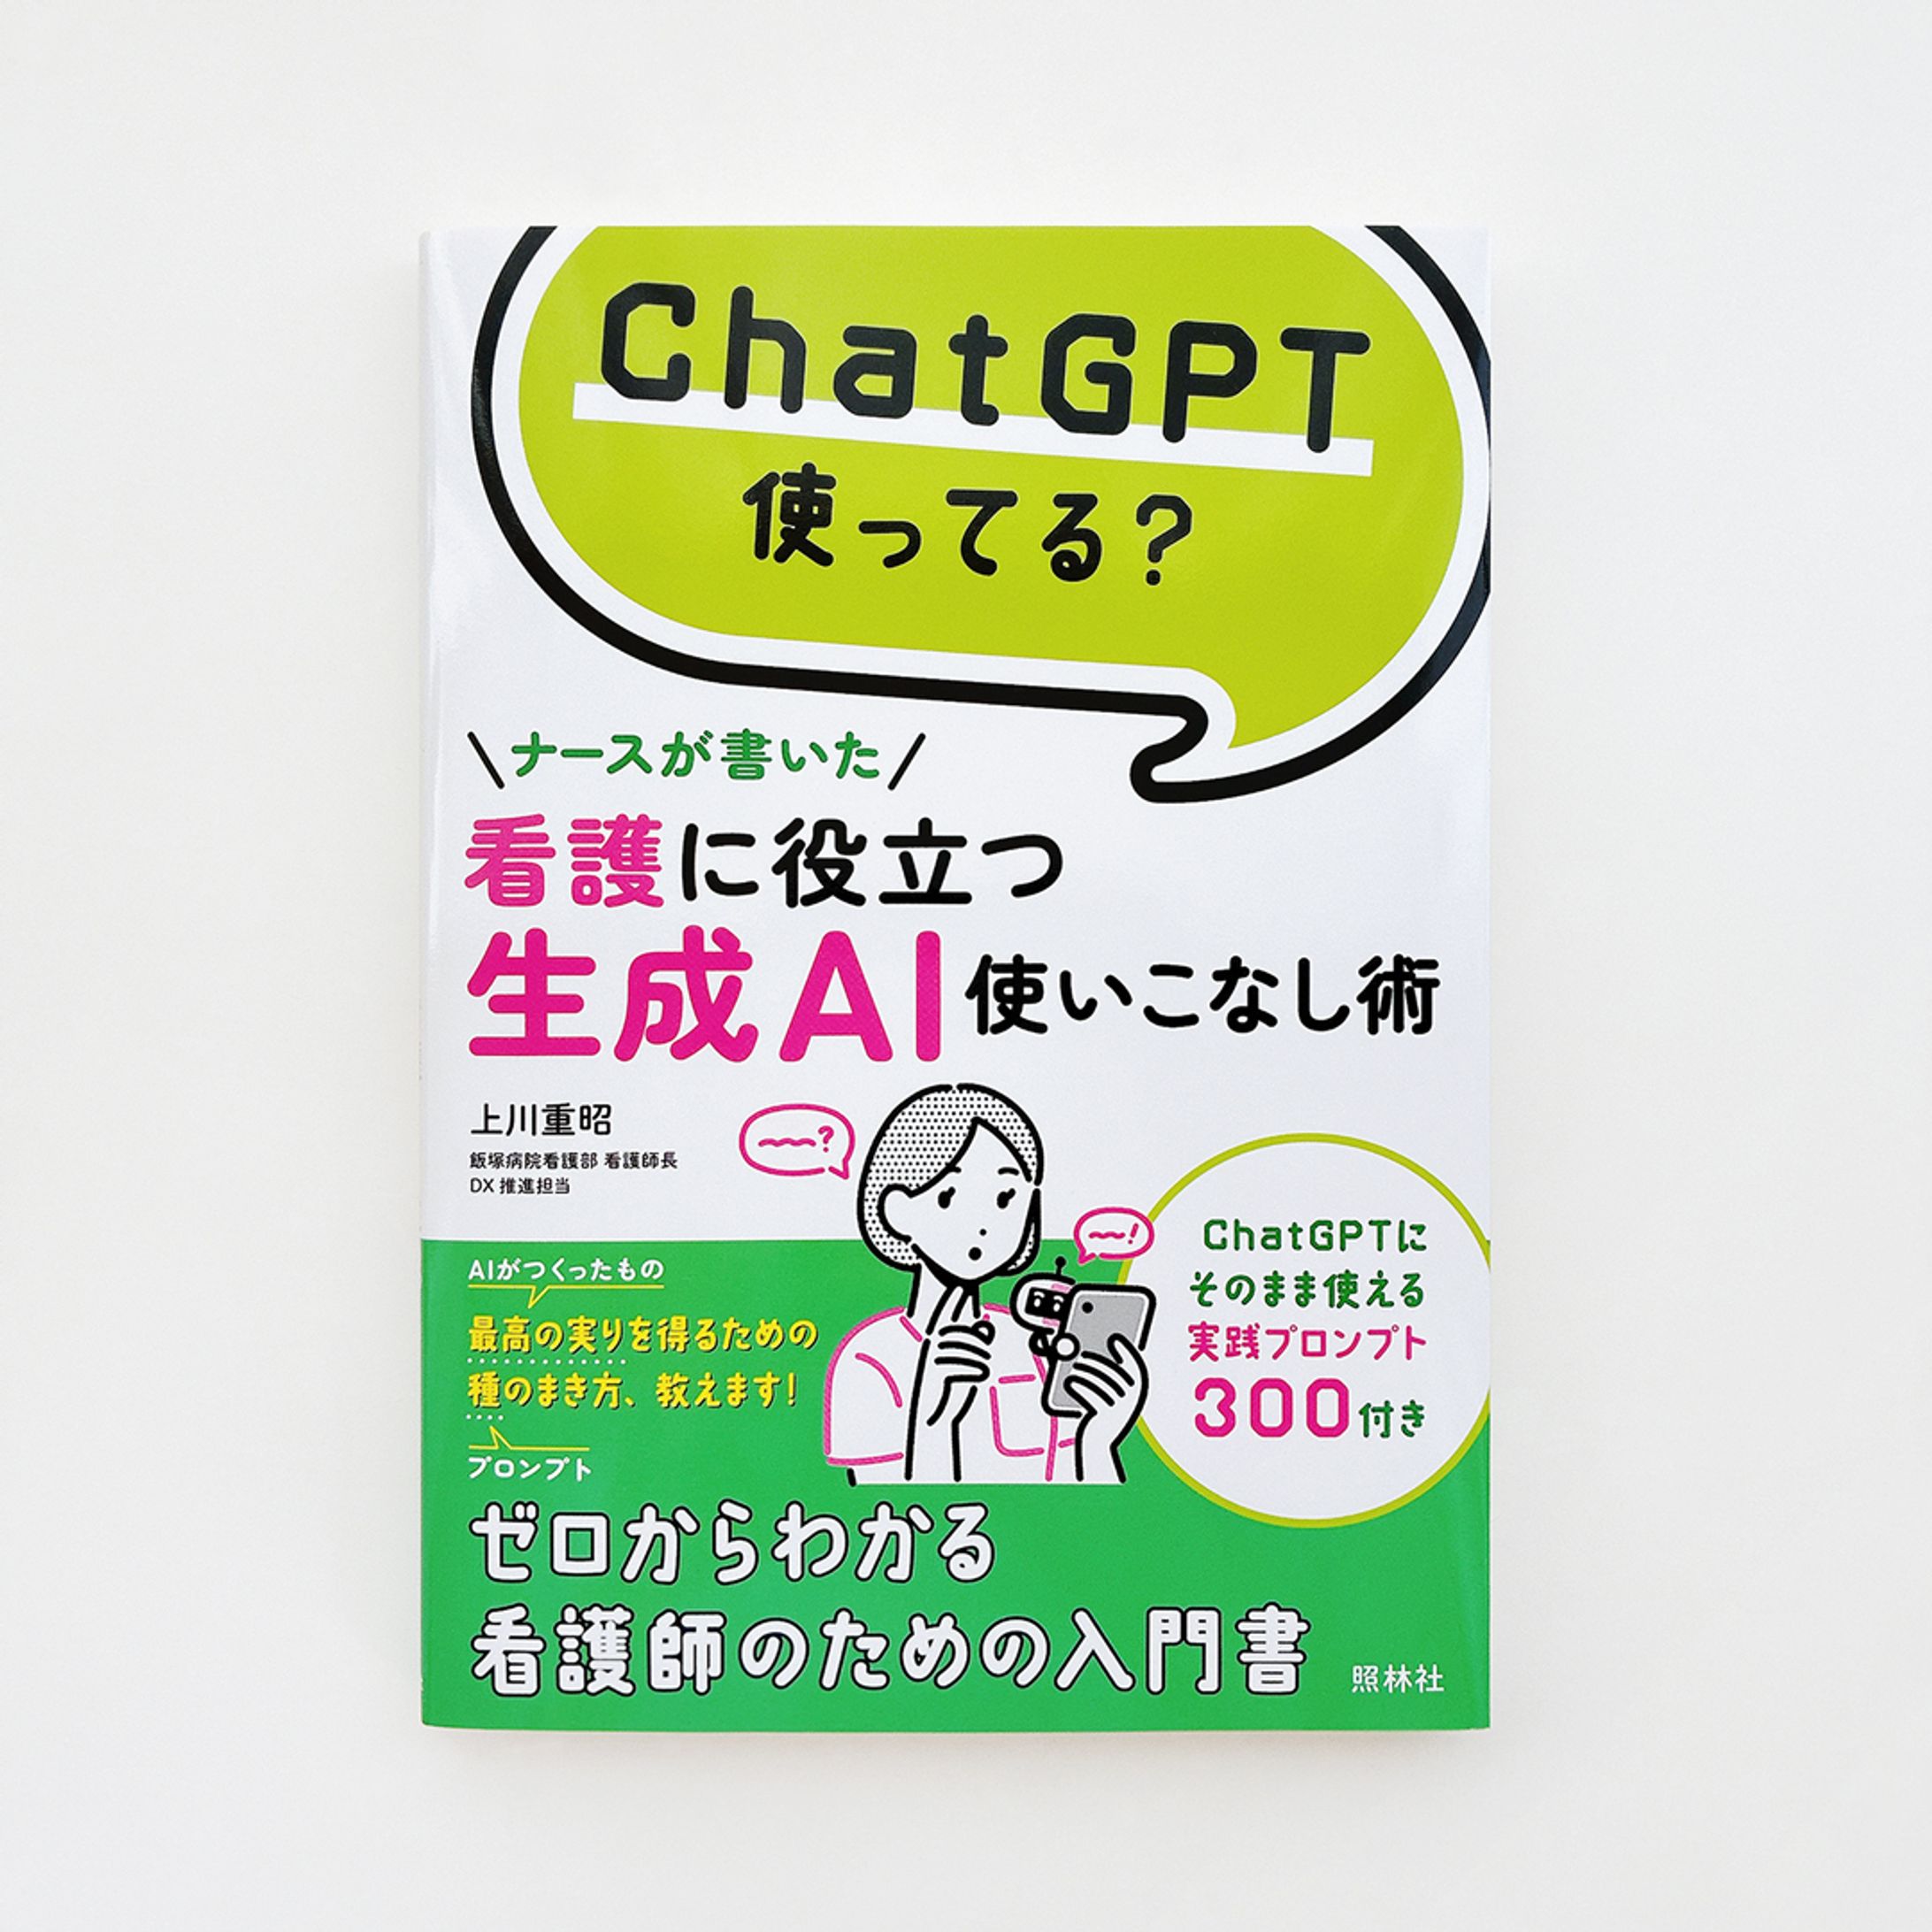 ChatGPT
使ってる?
ナースが書いた
看護に役立つ
生成AI使いこなし術
上川重昭
飯塚病院看護部 看護師長
DX推進担当
~~?
~~!
AIがつくったもの
最高の実りを得るための
種のまき方、教えます!
プロンプト
ChatGPTに
そのまま使える
実践プロンプト
300付き
ゼロからわかる
看護師のための入門書
照林社